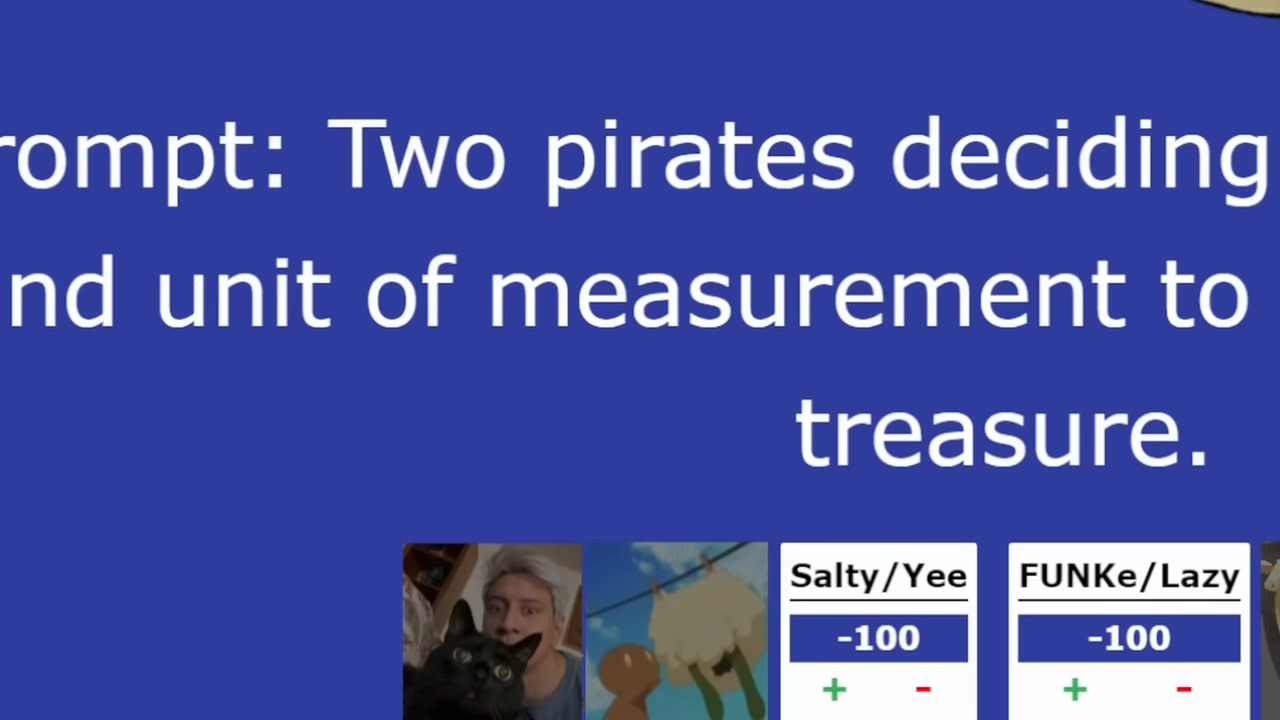 rompt: Two pirates deciding
nd unit of measurement to
treasure.
Salty/Yee
FUNKe/Lazy
-100
-100
+ -
+ -